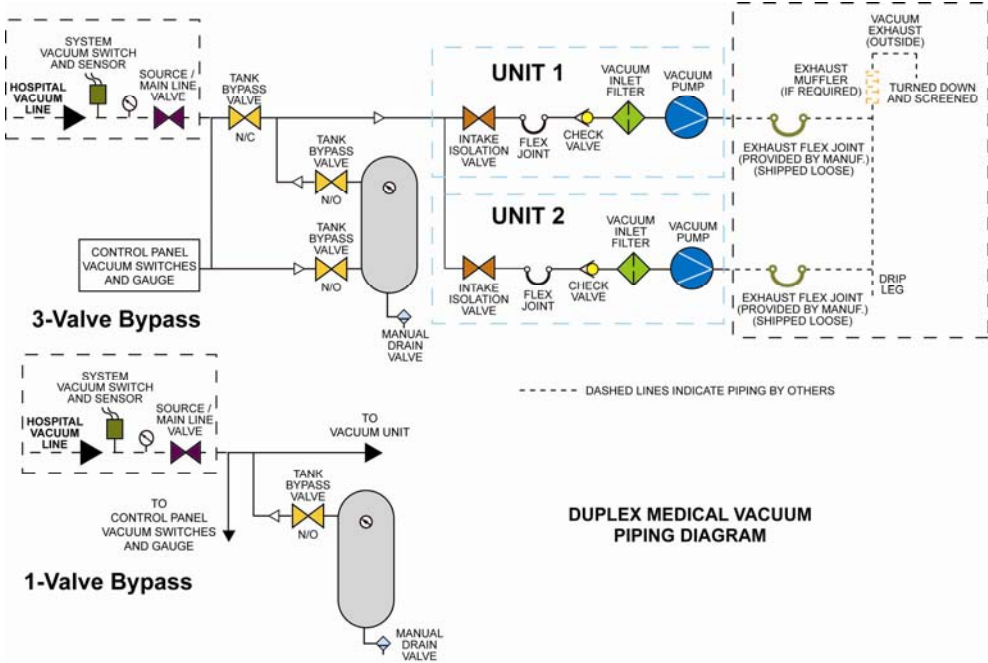 SYSTEM
VACUUM SWITCH
AND SENSOR
HOSPITAL
VACUUM
LINE
SOURCE /
MAIN LINE
VALVE
TANK
BYPASS
VALVE
N/C
TANK
BYPASS
VALVE
N/O
TANK
BYPASS
VALVE
N/O
CONTROL PANEL
VACUUM SWITCHES
AND GAUGE
MANUAL
DRAIN
VALVE
3-Valve Bypass
UNIT 1
VACUUM
INLET
FILTER
VACUUM
PUMP
INTAKE
ISOLATION
VALVE
FLEX
JOINT
CHECK
VALVE
UNIT 2
VACUUM
INLET
FILTER
VACUUM
PUMP
INTAKE
ISOLATION
VALVE
FLEX
JOINT
CHECK
VALVE
VACUUM
EXHAUST
(OUTSIDE)
EXHAUST
MUFFLER
(IF REQUIRED)
TURNED DOWN
AND SCREENED
EXHAUST FLEX JOINT
(PROVIDED BY MANUF.)
(SHIPPED LOOSE)
DRIP
LEG
EXHAUST FLEX JOINT
(PROVIDED BY MANUF.)
(SHIPPED LOOSE)
DASHED LINES INDICATE PIPING BY OTHERS
SYSTEM
VACUUM SWITCH
AND SENSOR
HOSPITAL
VACUUM
LINE
SOURCE /
MAIN LINE
VALVE
TO
VACUUM UNIT
TANK
BYPASS
VALVE
N/O
TO
CONTROL PANEL
VACUUM SWITCHES
AND GAUGE
MANUAL
DRAIN
VALVE
1-Valve Bypass
DUPLEX MEDICAL VACUUM
PIPING DIAGRAM